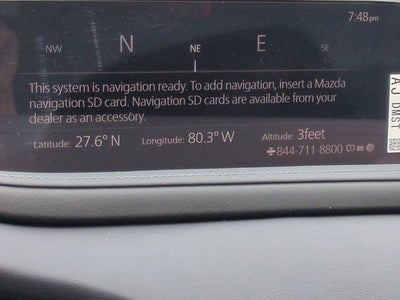 7:48pm
NW N NE E SE
This system is navigation ready. To add navigation, insert a Mazda
navigation SD card. Navigation SD cards are available from your
dealer as an accessory.
Latitude: 27.6° N Longitude: 80.3° W Altitude: 3feet
844-711-8800
AJ DMST